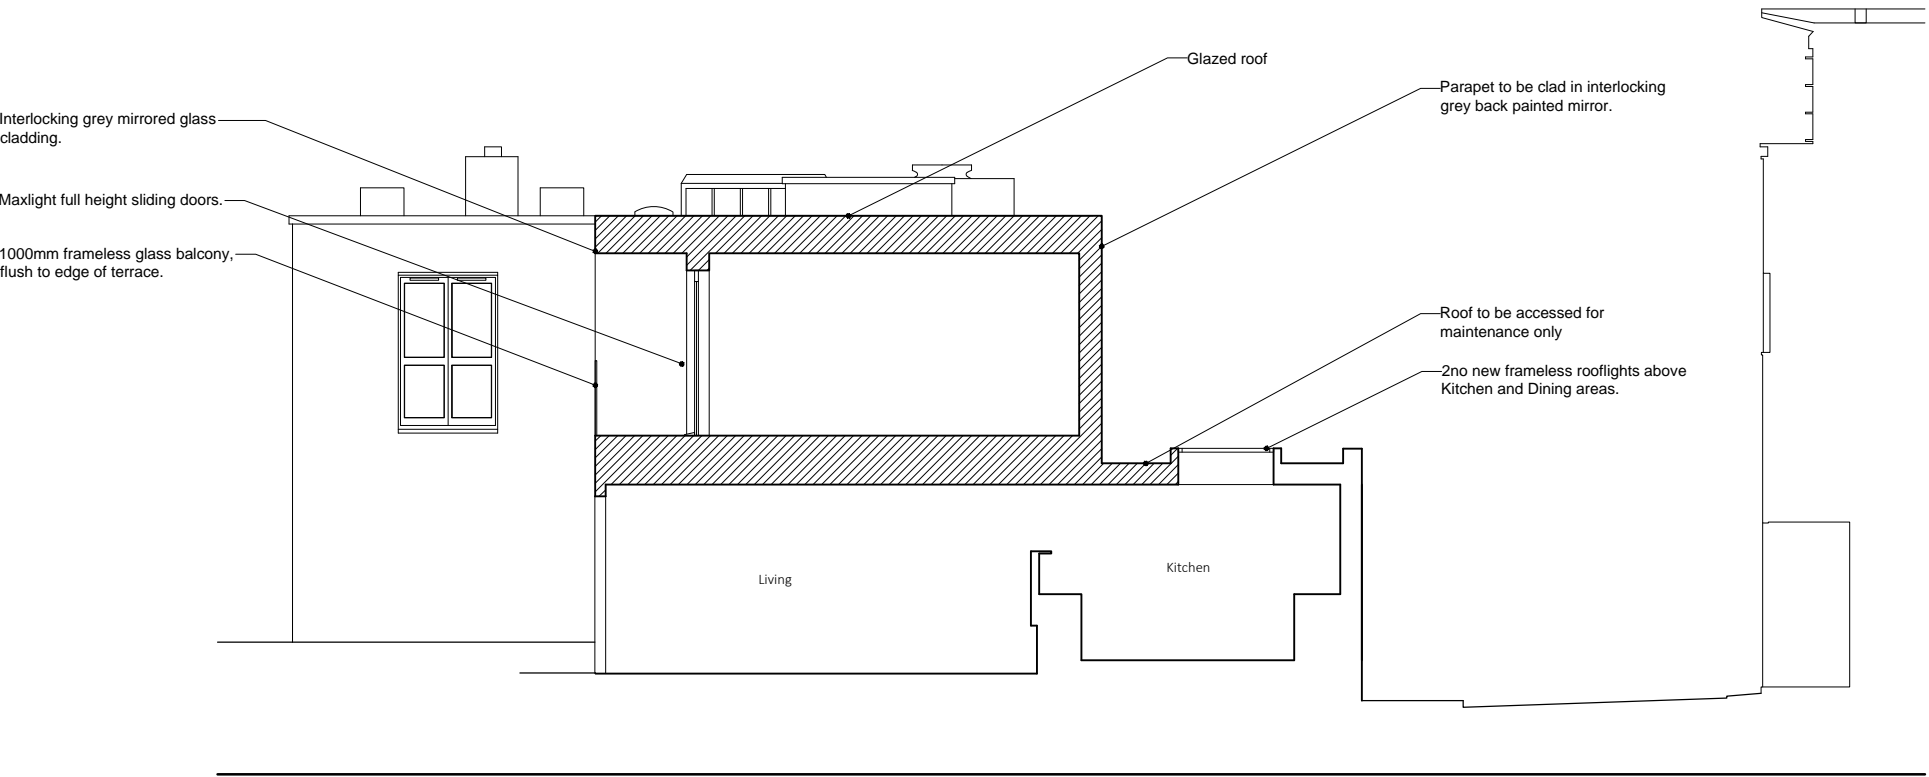 Glazed roof
Parapet to be clad in interlocking
grey back painted mirror.
Interlocking grey mirrored glass
cladding.
Maxlight full height sliding doors.
1000mm frameless glass balcony,
flush to edge of terrace.
Roof to be accessed for
maintenance only
2no new frameless rooflights above
Kitchen and Dining areas.
Kitchen
Living